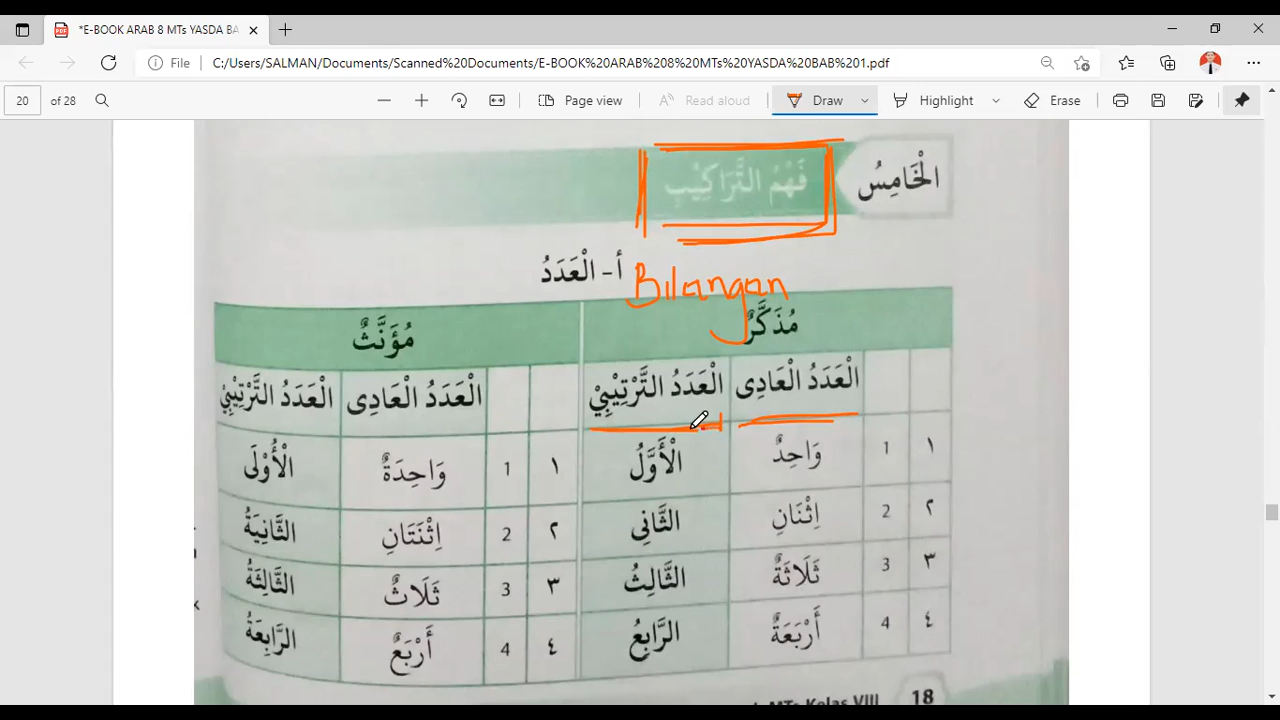 *E-BOOK ARAB 8 MTs YASDA BA
File C:/Users/SALMAN/Documents/Scanned%20Documents/E-BOOK%20ARAB%208%20MTs%20YASDA%20BAB%201.pdf
20 of 28 Page view Read aloud Draw Highlight Erase
الْخَامِسُ فَهْمُ التَّرَاكِيْبِ
أ- الْعَدَدُ
Bilangan
مُذَكَّرٌ مُؤَنَّثٌ
الْعَدَدُ الْعَادِى الْعَدَدُ التَّرْتِيْبِيْ الْعَدَدُ الْعَادِى الْعَدَدُ التَّرْتِيْبِيْ
١ 1 وَاحِدٌ الْأَوَّلُ ١ 1 وَاحِدَةٌ الْأُوْلَى
٢ 2 اِثْنَانِ الثَّانِى ٢ 2 اِثْنَتَانِ الثَّانِيَةُ
٣ 3 ثَلَاثَةٌ الثَّالِثُ ٣ 3 ثَلَاثٌ الثَّالِثَةُ
٤ 4 أَرْبَعَةٌ الرَّابِعُ ٤ 4 أَرْبَعٌ الرَّابِعَةُ
MTs Kelas VIII 18